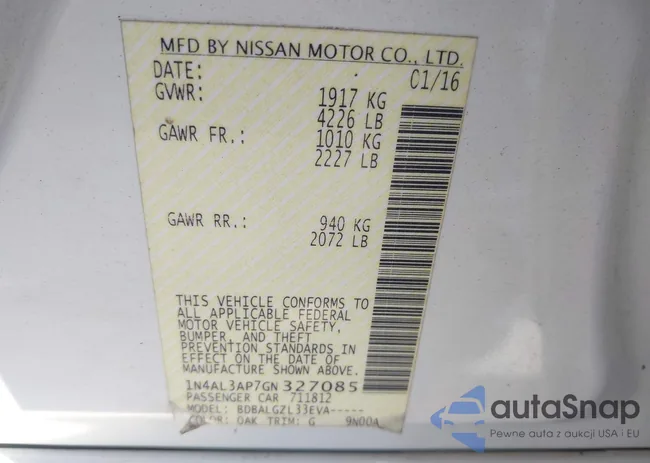 MFD BY NISSAN MOTOR CO., LTD.
DATE: 01/16
GVWR: 1917 KG
4226 LB
GAWR FR.: 1010 KG
2227 LB
GAWR RR.: 940 KG
2072 LB
THIS VEHICLE CONFORMS TO
ALL APPLICABLE FEDERAL
MOTOR VEHICLE SAFETY,
BUMPER, AND THEFT
PREVENTION STANDARDS IN
EFFECT ON THE DATE OF
MANUFACTURE SHOWN ABOVE.
1N4AL3AP7GN327085
PASSENGER CAR 711812
MODEL: BDBALGZL33EVA-----
COLOR: QAK TRIM: G 9N00A
autoSnap
Pewne auta z aukcji USA i EU